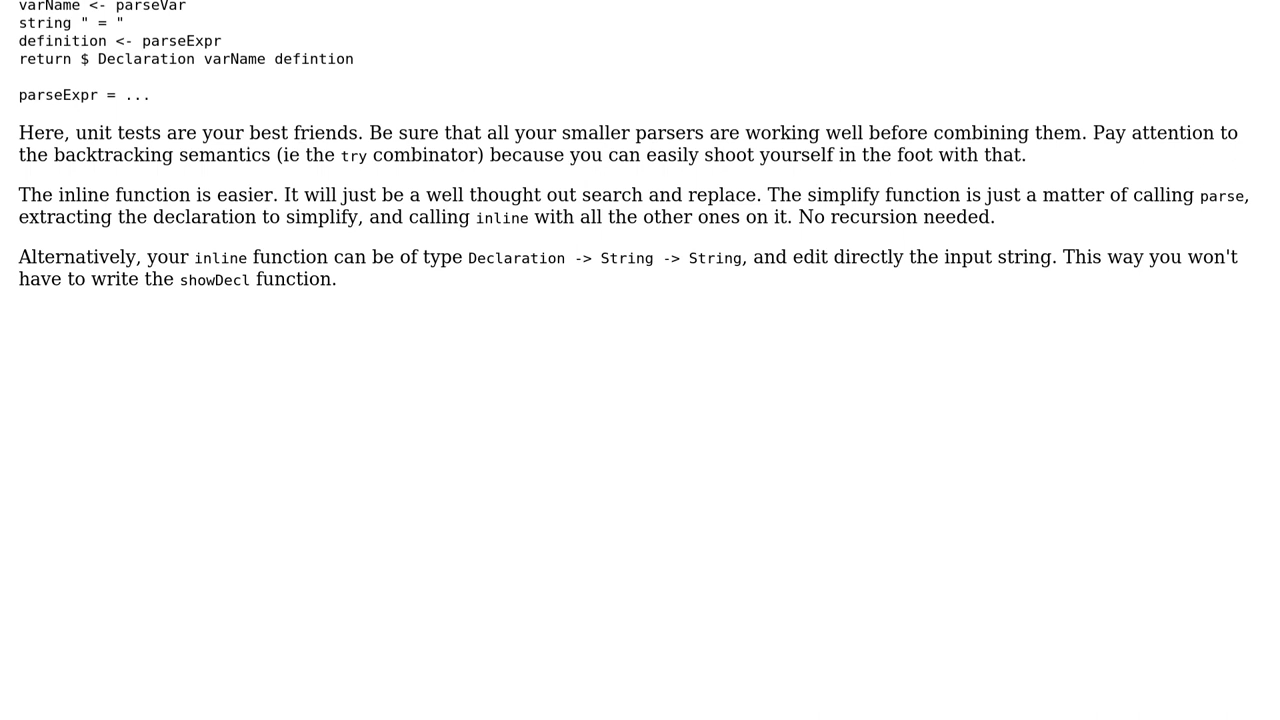 varName <- parseVar
string " = "
definition <- parseExpr
return $ Declaration varName defintion
parseExpr = ...
Here, unit tests are your best friends. Be sure that all your smaller parsers are working well before combining them. Pay attention to
the backtracking semantics (ie the try combinator) because you can easily shoot yourself in the foot with that.
The inline function is easier. It will just be a well thought out search and replace. The simplify function is just a matter of calling parse,
extracting the declaration to simplify, and calling inline with all the other ones on it. No recursion needed.
Alternatively, your inline function can be of type Declaration -> String -> String, and edit directly the input string. This way you won't
have to write the showDecl function.